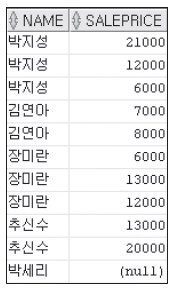 NAME SALEPRICE
박지성 21000
박지성 12000
박지성 6000
김연아 7000
김연아 8000
장미란 6000
장미란 13000
장미란 12000
추신수 13000
추신수 20000
박세리 (null)